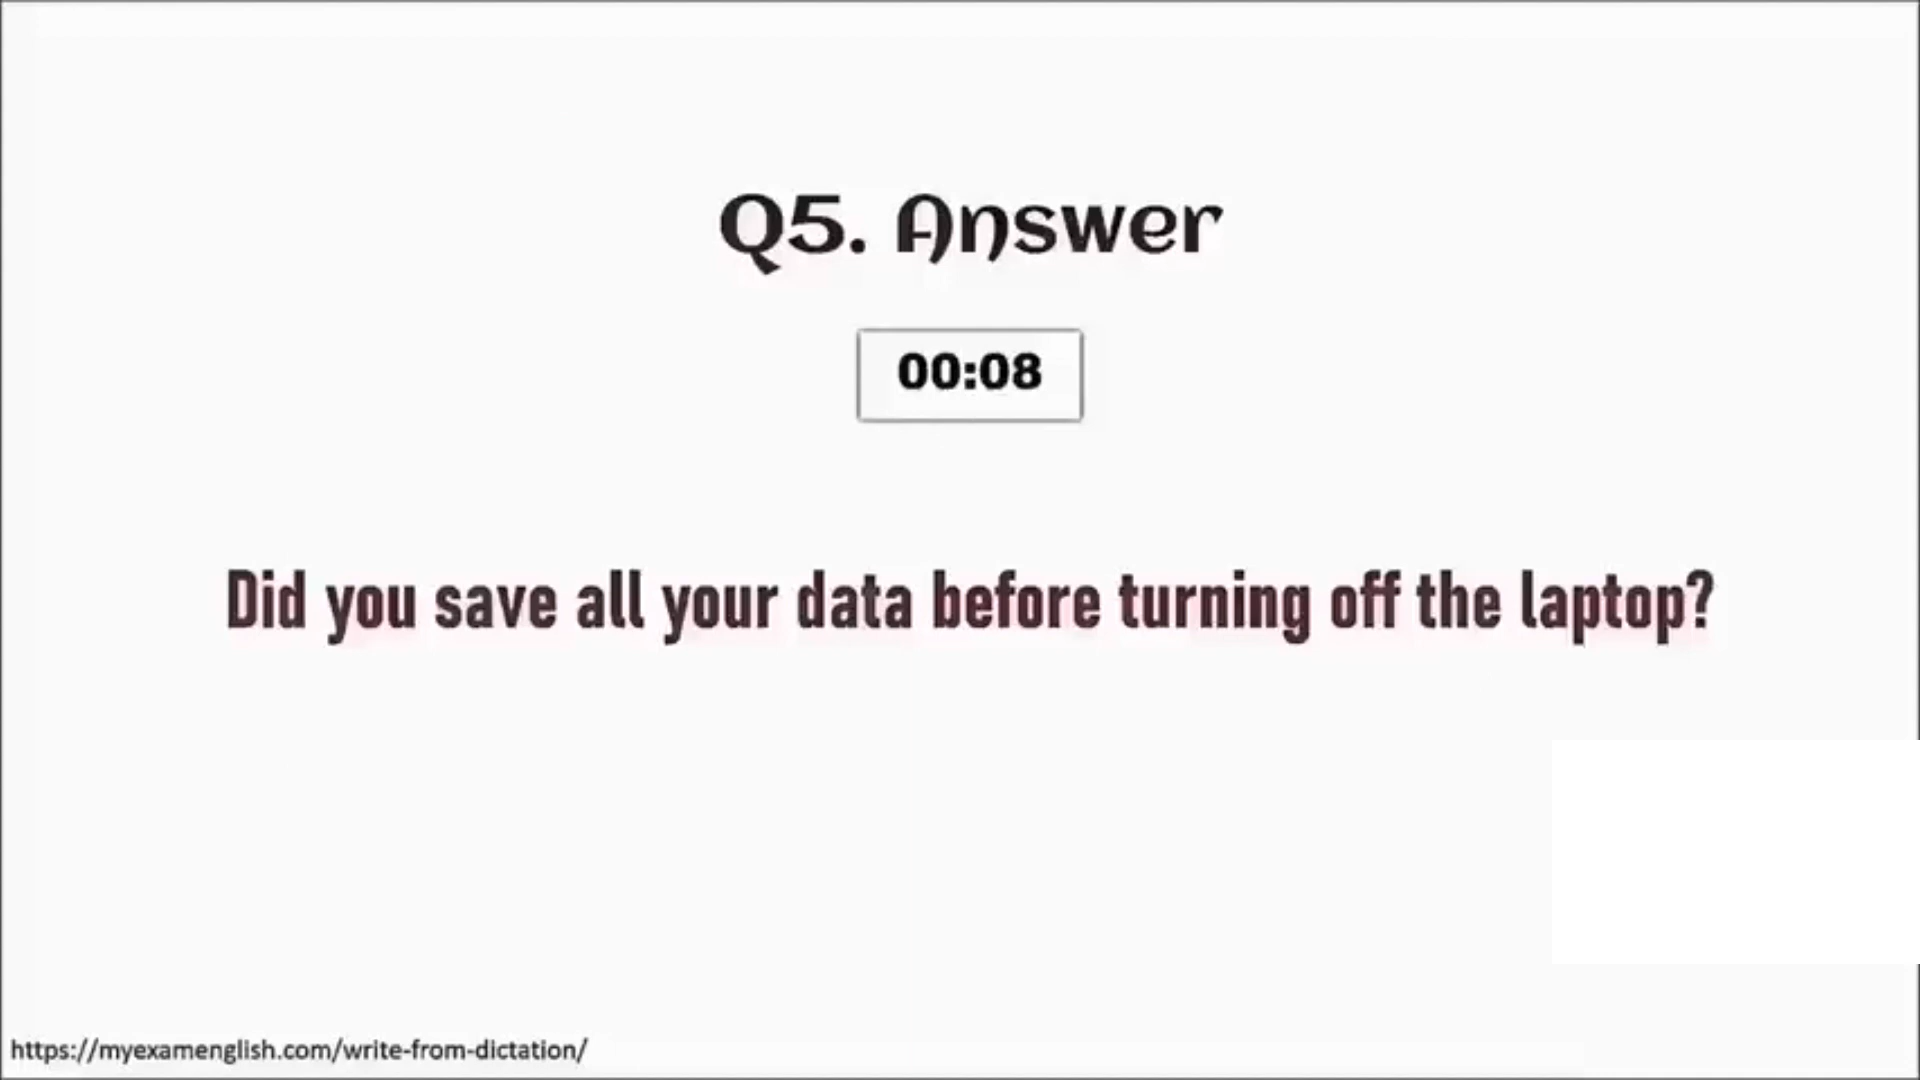 Q5. Answer
00:08
Did you save all your data before turning off the laptop?
https://myexamenglish.com/write-from-dictation/